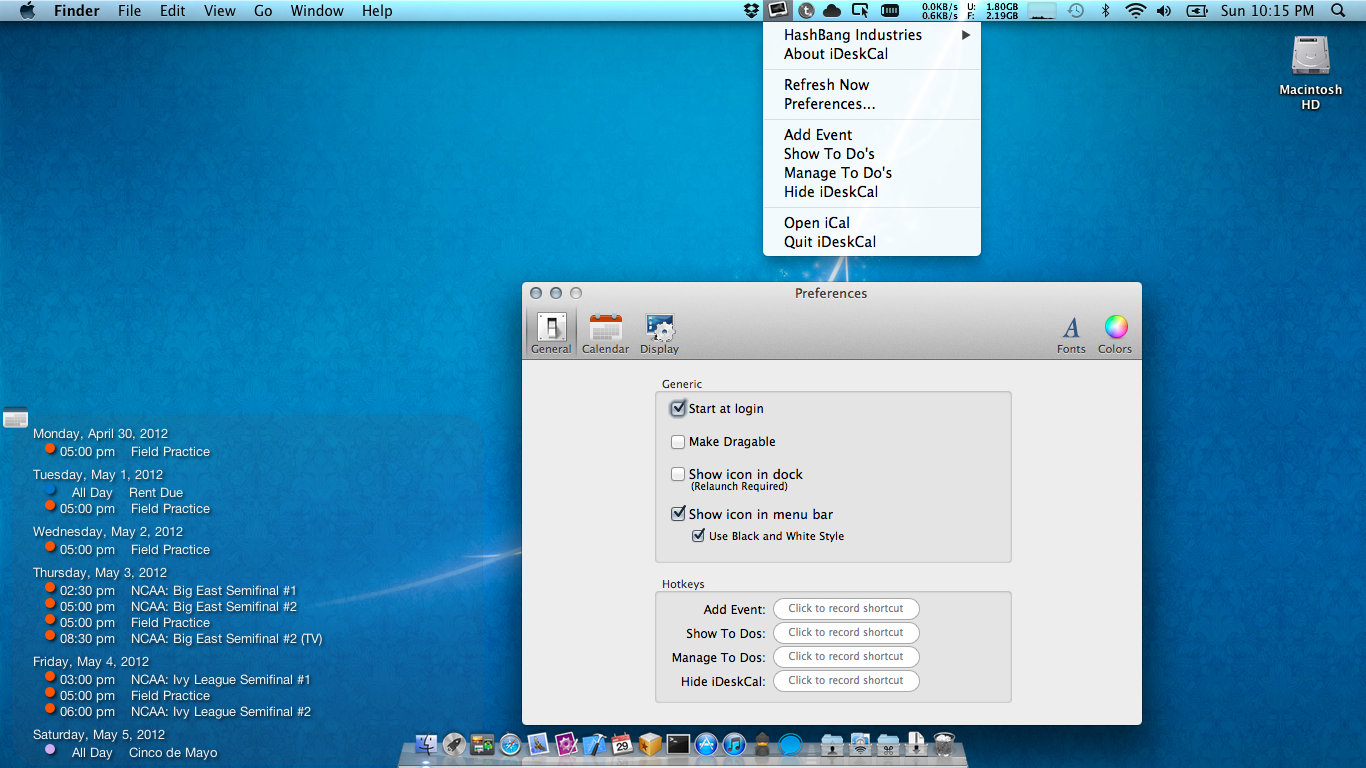 Finder File Edit View Go Window Help 0.0KB/s U: 1.80GB Sun 10:15 PM
0.6KB/s F: 2.19GB
HashBang Industries
About iDeskCal
Refresh Now
Preferences...
Add Event
Show To Do's
Manage To Do's
Hide iDeskCal
Open iCal
Quit iDeskCal
Macintosh
HD
Preferences
General Calendar Display Fonts Colors
Generic
Start at login
Make Dragable
Show icon in dock
(Relaunch Required)
Show icon in menu bar
Use Black and White Style
Hotkeys
Add Event: Click to record shortcut
Show To Dos: Click to record shortcut
Manage To Dos: Click to record shortcut
Hide iDeskCal: Click to record shortcut
Monday, April 30, 2012
05:00 pm Field Practice
Tuesday, May 1, 2012
All Day Rent Due
05:00 pm Field Practice
Wednesday, May 2, 2012
05:00 pm Field Practice
Thursday, May 3, 2012
02:30 pm NCAA: Big East Semifinal #1
05:00 pm NCAA: Big East Semifinal #2
05:00 pm Field Practice
08:30 pm NCAA: Big East Semifinal #2 (TV)
Friday, May 4, 2012
03:00 pm NCAA: Ivy League Semifinal #1
05:00 pm Field Practice
06:00 pm NCAA: Ivy League Semifinal #2
Saturday, May 5, 2012
All Day Cinco de Mayo
29